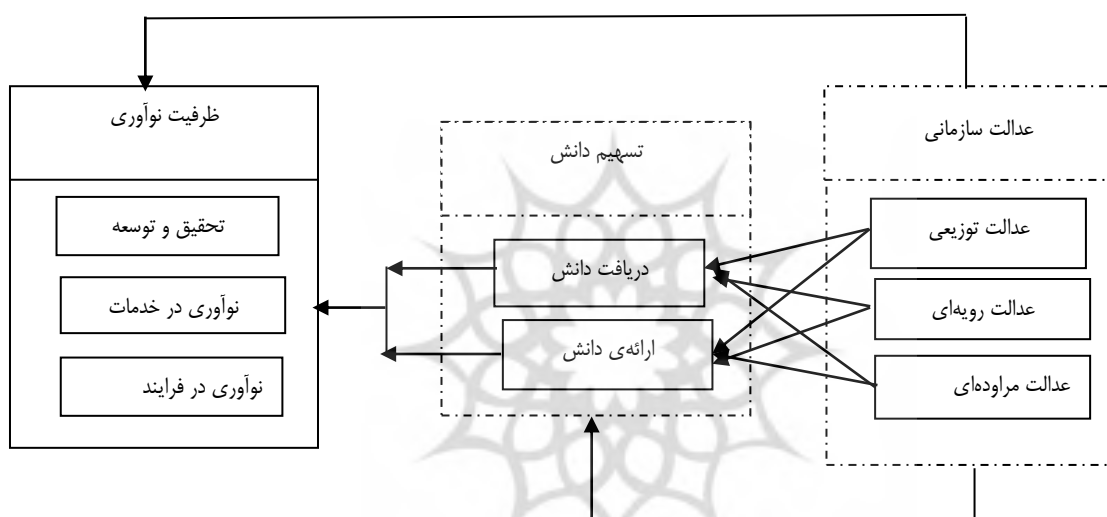 عدالت سازمانی
عدالت توزیعی
عدالت رویه‌ای
عدالت مراوده‌ای
تسهیم دانش
دریافت دانش
ارائه‌ی دانش
ظرفیت نوآوری
تحقیق و توسعه
نوآوری در خدمات
نوآوری در فرایند